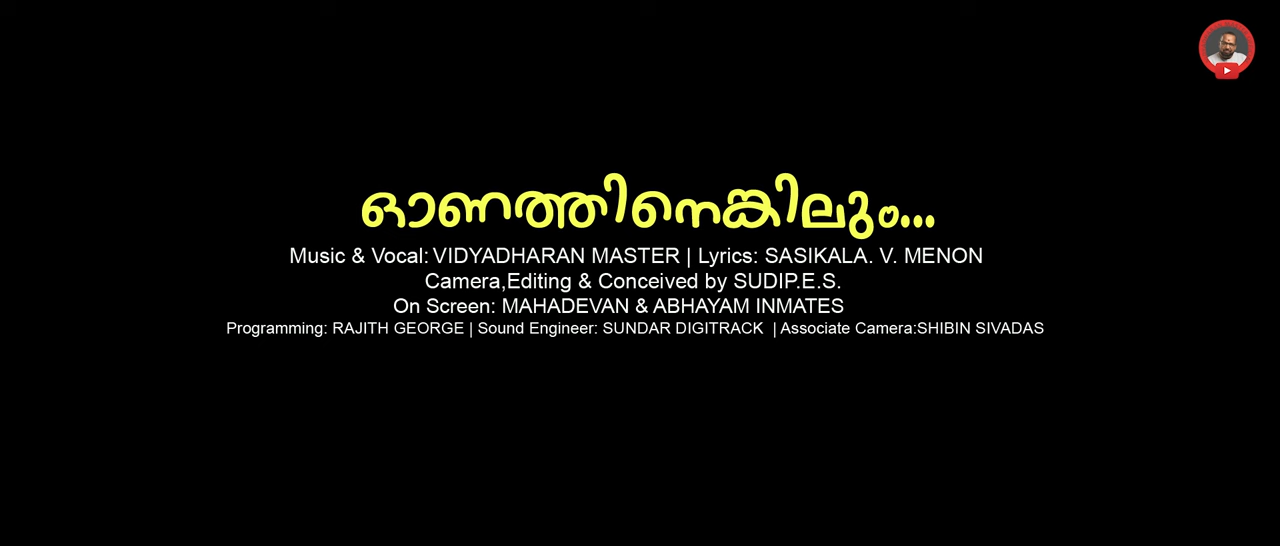 ഓണത്തിനെങ്കിലും...
Music & Vocal: VIDYADHARAN MASTER | Lyrics: SASIKALA. V. MENON
Camera,Editing & Conceived by SUDIP.E.S.
On Screen: MAHADEVAN & ABHAYAM INMATES
Programming: RAJITH GEORGE | Sound Engineer: SUNDAR DIGITRACK | Associate Camera:SHIBIN SIVADAS